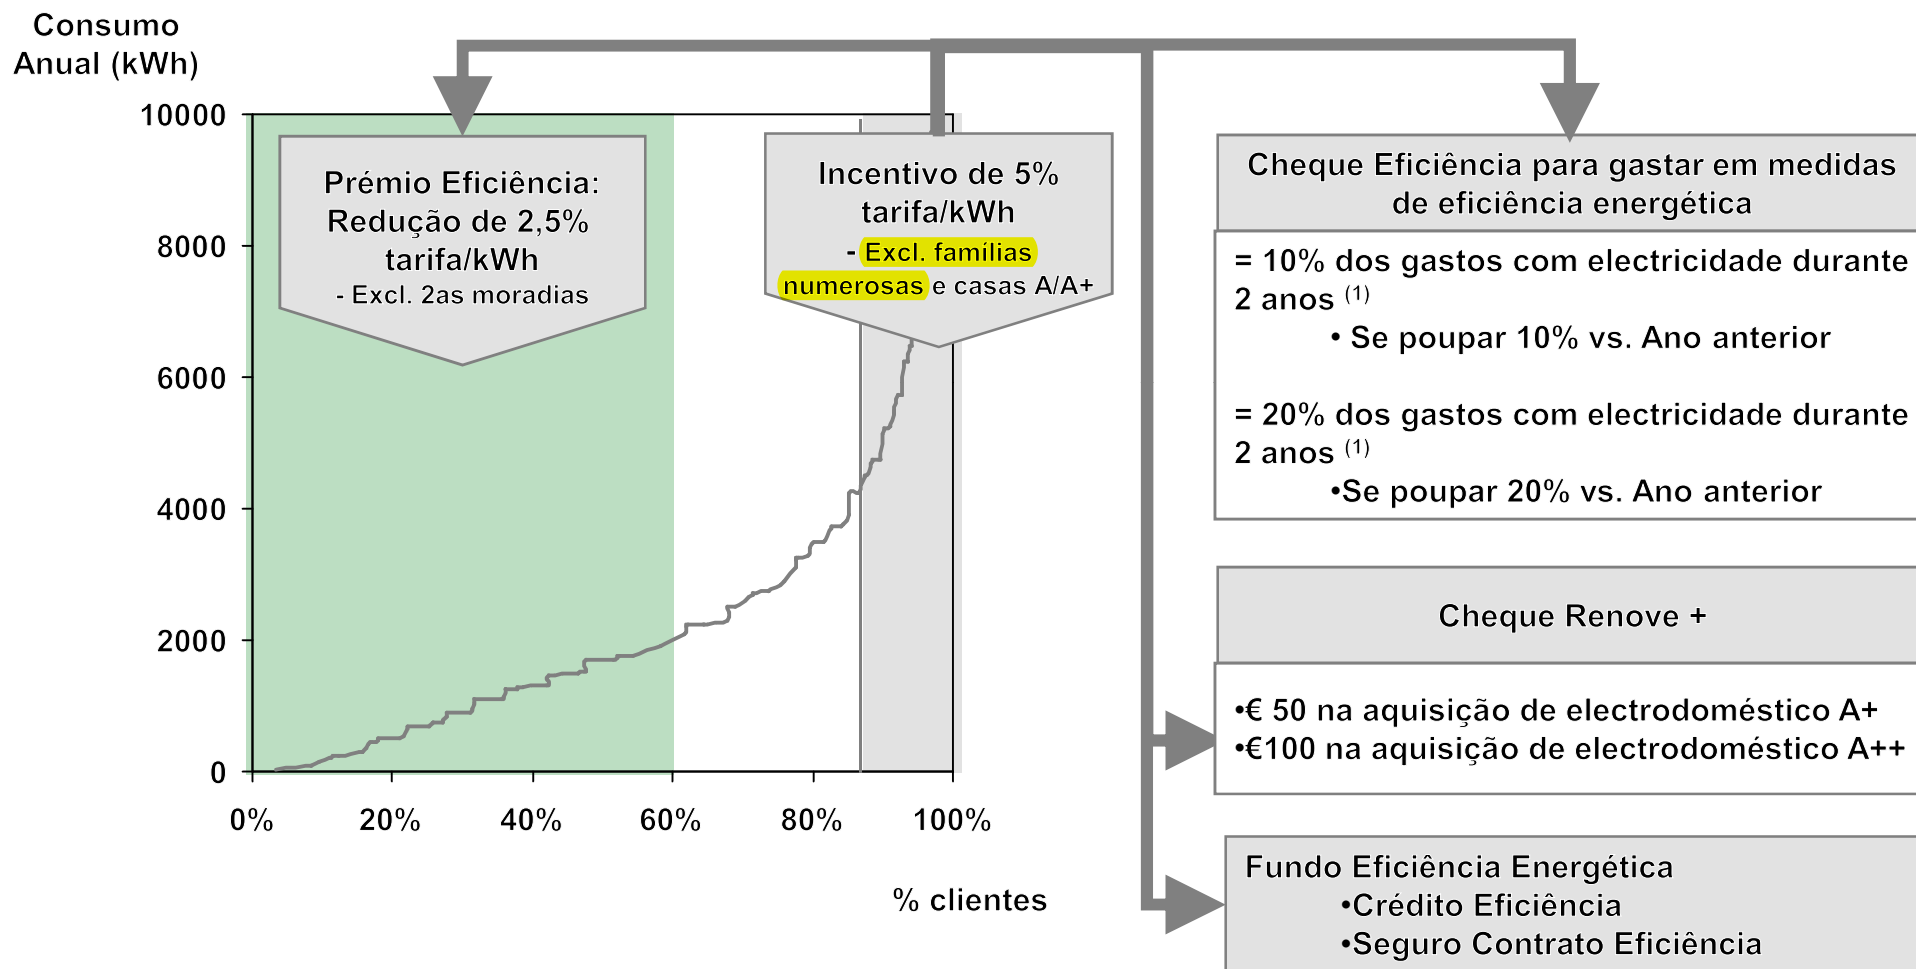 Consumo
Anual (kWh)
10000
8000
6000
4000
2000
0
0%
20%
40%
60%
80%
100%
% clientes
Prémio Eficiência:
Redução de 2,5%
tarifa/kWh
- Excl. 2as moradias
Incentivo de 5%
tarifa/kWh
- Excl. famílias
numerosas e casas A/A+
Cheque Eficiência para gastar em medidas
de eficiência energética
= 10% dos gastos com electricidade durante
2 anos (1)
• Se poupar 10% vs. Ano anterior
= 20% dos gastos com electricidade durante
2 anos (1)
•Se poupar 20% vs. Ano anterior
Cheque Renove +
•€ 50 na aquisição de electrodoméstico A+
•€100 na aquisição de electrodoméstico A++
Fundo Eficiência Energética
•Crédito Eficiência
•Seguro Contrato Eficiência